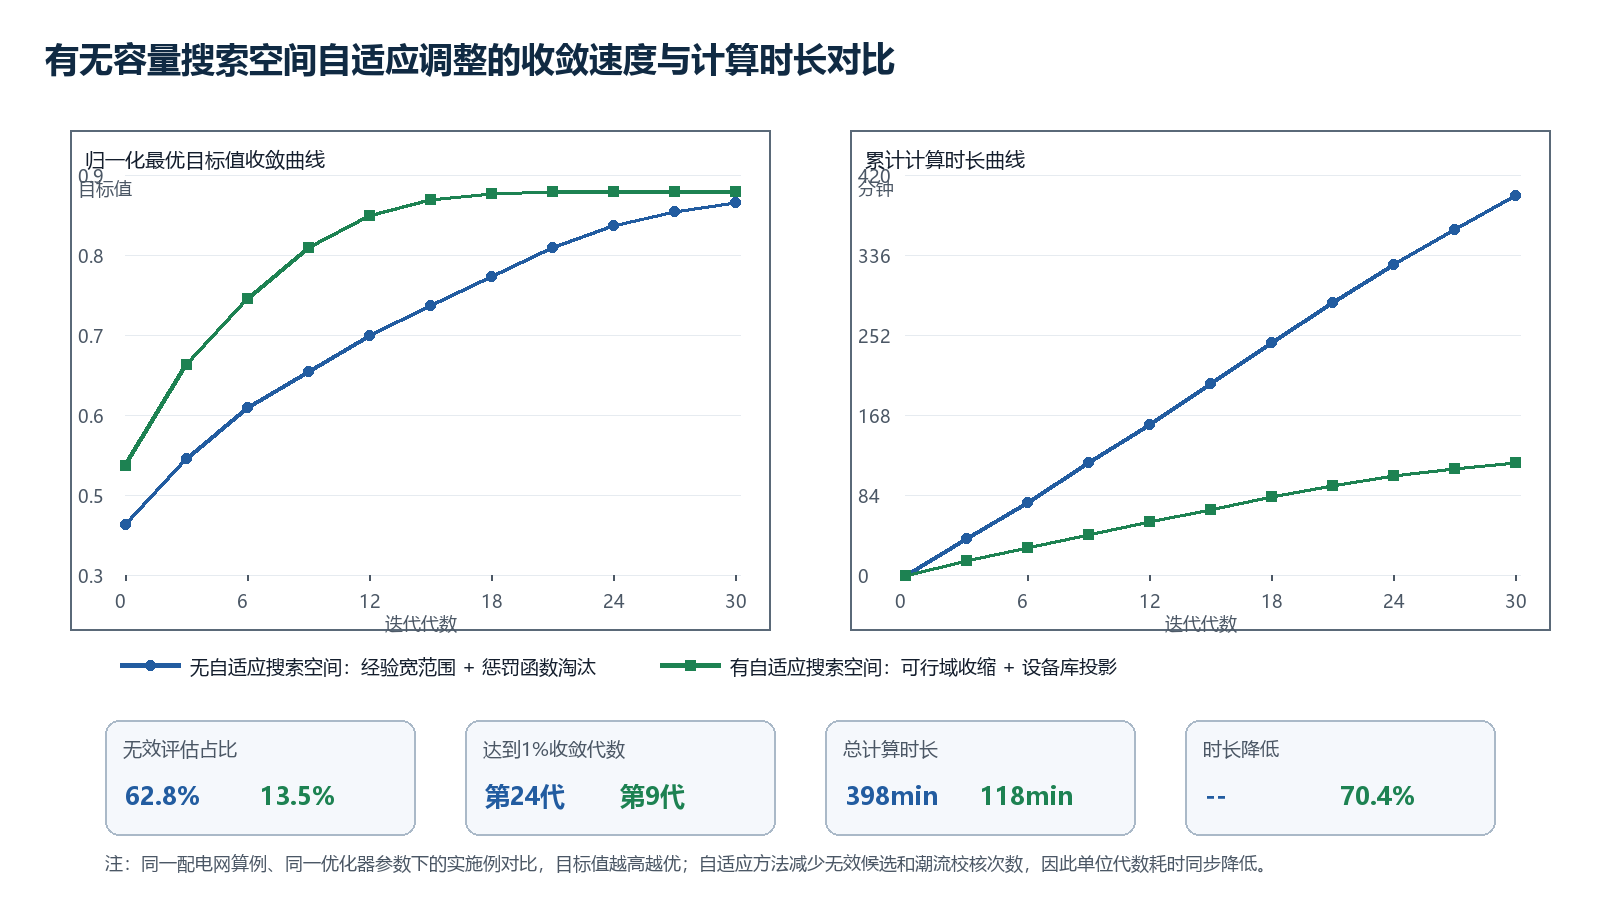 有无容量搜索空间自适应调整的收敛速度与计算时长对比
归一化最优目标值收敛曲线
0.9
目标值
0.8
0.7
0.6
0.5
0.3
0 6 12 18 24 30
迭代代数
累计计算时长曲线
420
分钟
336
252
168
84
0
0 6 12 18 24 30
迭代代数
无自适应搜索空间：经验宽范围 + 惩罚函数淘汰
有自适应搜索空间：可行域收缩 + 设备库投影
无效评估占比
62.8% 13.5%
达到1%收敛代数
第24代 第9代
总计算时长
398min 118min
时长降低
-- 70.4%
注：同一配电网算例、同一优化器参数下的实施例对比，目标值越高越优；自适应方法减少无效候选和潮流校核次数，因此单位代数耗时同步降低。